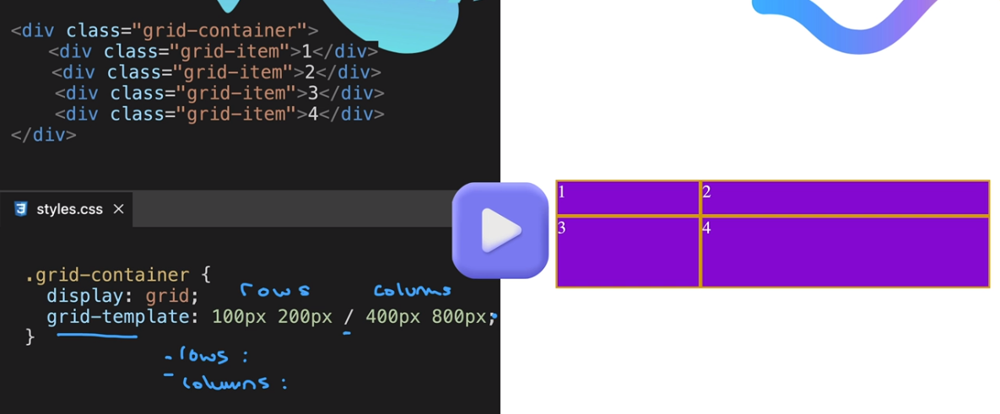 <div class="grid-container">
<div class="grid-item">1</div>
<div class="grid-item">2</div>
<div class="grid-item">3</div>
<div class="grid-item">4</div>
</div>
styles.css
.grid-container {
display: grid;
rows columns
grid-template: 100px 200px / 400px 800px;
}
-rows :
- columns :
1 2
3 4